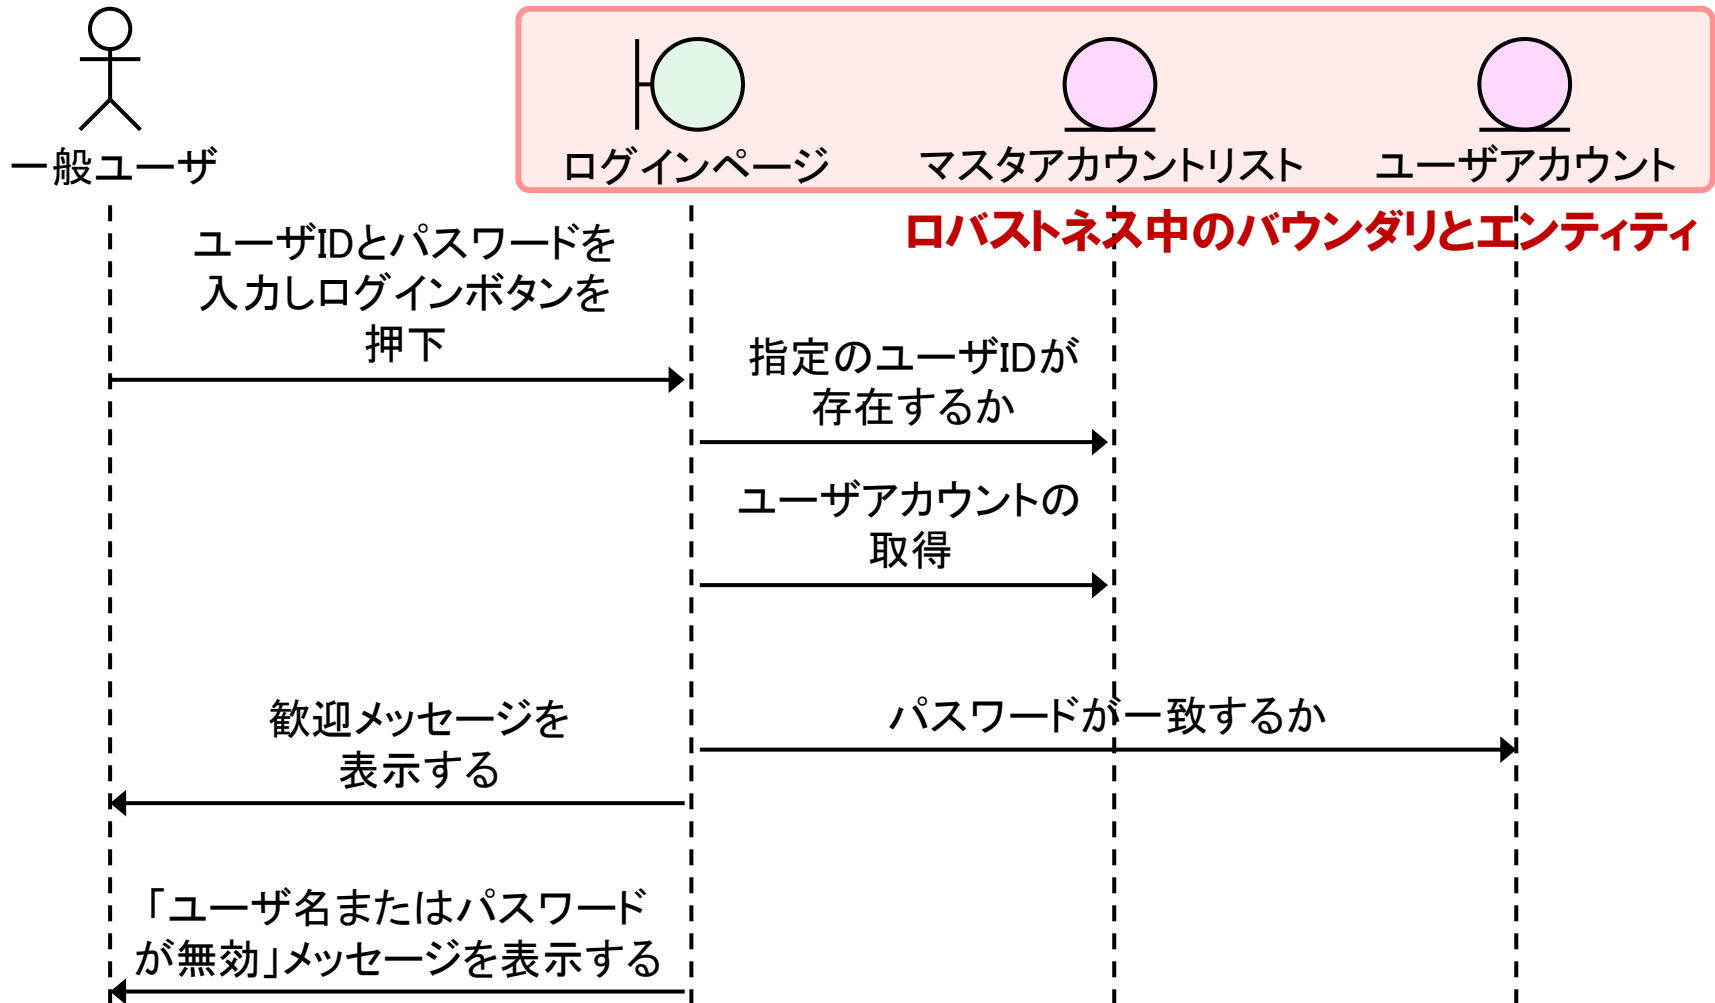 一般ユーザ
ログインページ
マスタアカウントリスト
ユーザアカウント
ロバストネス中のバウンダリとエンティティ
ユーザIDとパスワードを
入力しログインボタンを
押下
指定のユーザIDが
存在するか
ユーザアカウントの
取得
パスワードが一致するか
歓迎メッセージを
表示する
「ユーザ名またはパスワード
が無効」メッセージを表示する